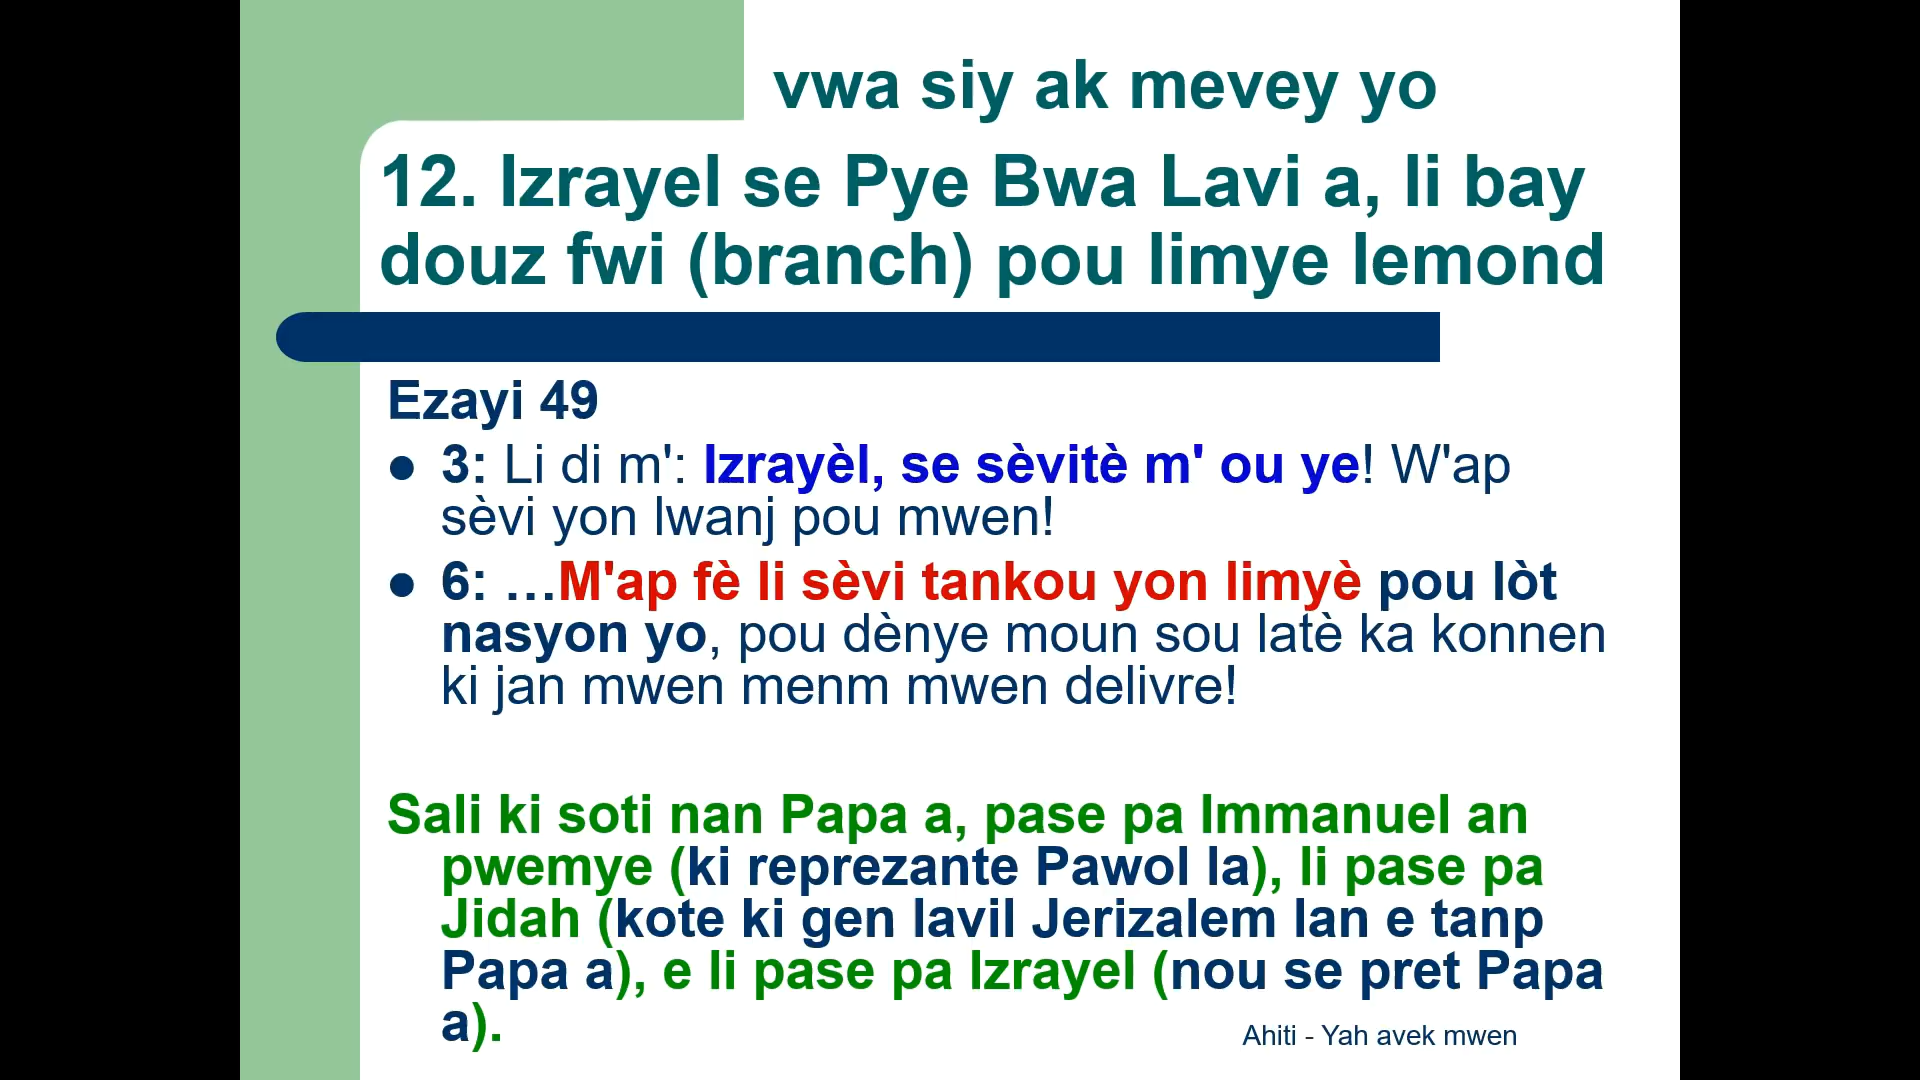 vwa siy ak mevey yo
12. Izrayel se Pye Bwa Lavi a, li bay
douz fwi (branch) pou limye lemond
Ezayi 49
● 3: Li di m': Izrayèl, se sèvitè m' ou ye! W'ap
sèvi yon lwanj pou mwen!
● 6: …M'ap fè li sèvi tankou yon limyè pou lòt
nasyon yo, pou dènye moun sou latè ka konnen
ki jan mwen menm mwen delivre!
Sali ki soti nan Papa a, pase pa Immanuel an
pwemye (ki reprezante Pawol la), li pase pa
Jidah (kote ki gen lavil Jerizalem lan e tanp
Papa a), e li pase pa Izrayel (nou se pret Papa
a).
Ahiti - Yah avek mwen